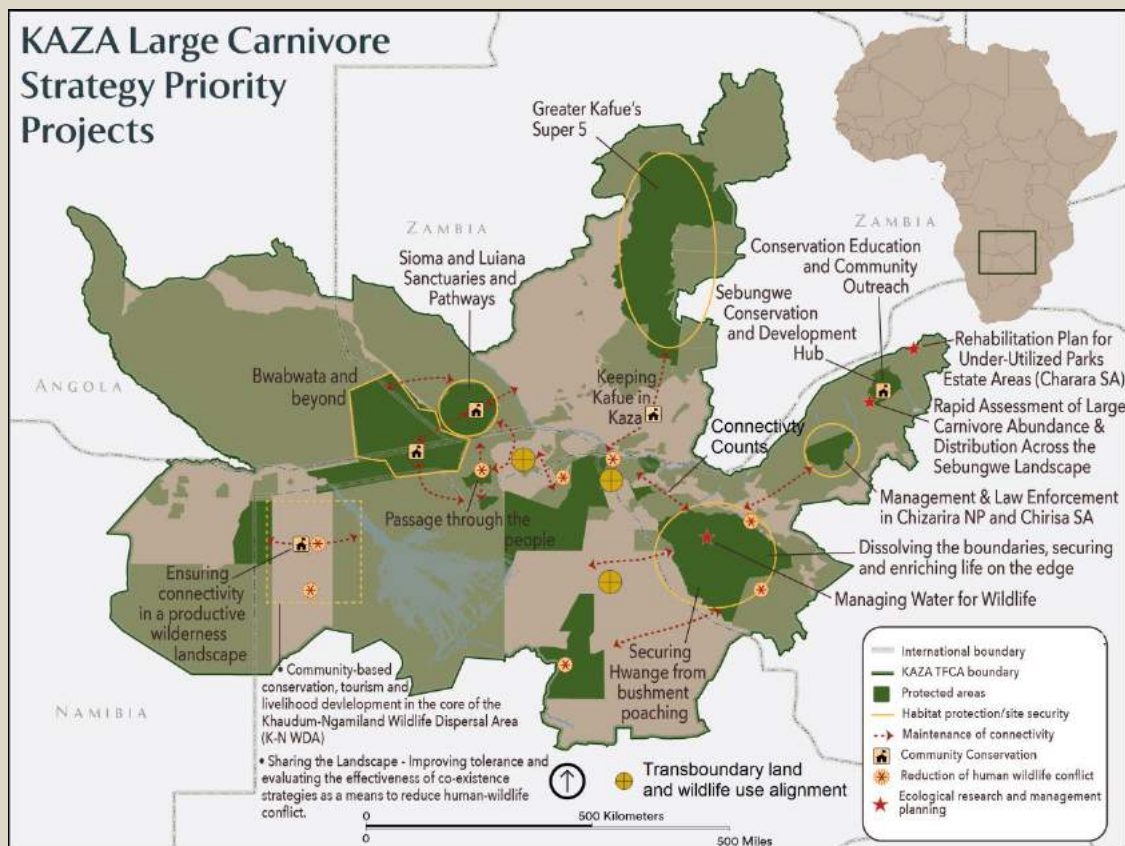 KAZA Large Carnivore
Strategy Priority
Projects
Greater Kafue's
Super 5
ZAMBIA
ZAMBIA
Sioma and Luiana
Sanctuaries and
Pathways
Conservation Education
and Community
Outreach
Sebungwe
Conservation
and Development
Hub
Rehabilitation Plan for
Under-Utilized Parks
Estate Areas (Charara SA)
ANGOLA
Bwabwata and
beyond
Keeping
Kafue in
Kaza
Rapid Assessment of Large
Carnivore Abundance &
Distribution Across the
Sebungwe Landscape
Connectivty
Counts
Management & Law Enforcement
in Chizarira NP and Chirisa SA
Passage through the
people
Dissolving the boundaries, securing
and enriching life on the edge
Ensuring
connectivity
in a productive
wilderness
landscape
Managing Water for Wildlife
Securing
Hwange from
bushment
poaching
NAMIBIA
• Community-based
conservation, tourism and
livelihood devlelopment in the core of the
Khaudum-Ngamiland Wildlife Dispersal Area
(K-N WDA)
• Sharing the Landscape - Improving tolerance and
evaluating the effectiveness of co-existence
strategies as a means to reduce human-wildlife
conflict.
Transboundary land
and wildlife use alignment
0 500 Kilometers
0 500 Miles
International boundary
KAZA TFCA boundary
Protected areas
Habitat protection/site security
Maintenance of connectivity
Community Conservation
Reduction of human wildlife conflict
Ecological research and management
planning